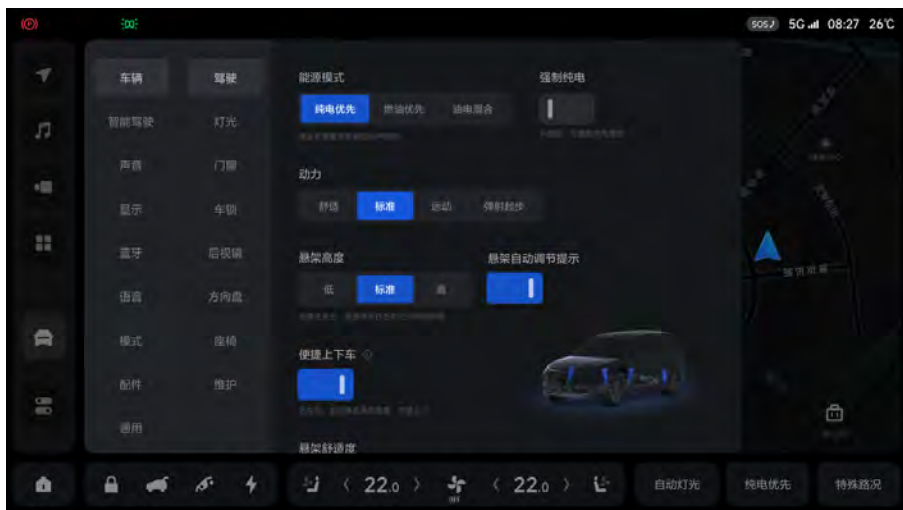 SOS 5G 08:27 26℃
车辆
智能驾驶
声音
显示
蓝牙
语音
模式
配件
通用
驾驶
灯光
门窗
车锁
后视镜
方向盘
座椅
维护
能源模式
纯电优先 燃油优先 油电混合
强制纯电
动力
舒适 标准 运动 弹射起步
悬架高度
低 标准 高
悬架自动调节提示
便捷上下车
悬架舒适度
22.0 OFF 22.0
自动灯光 纯电优先 特殊路况